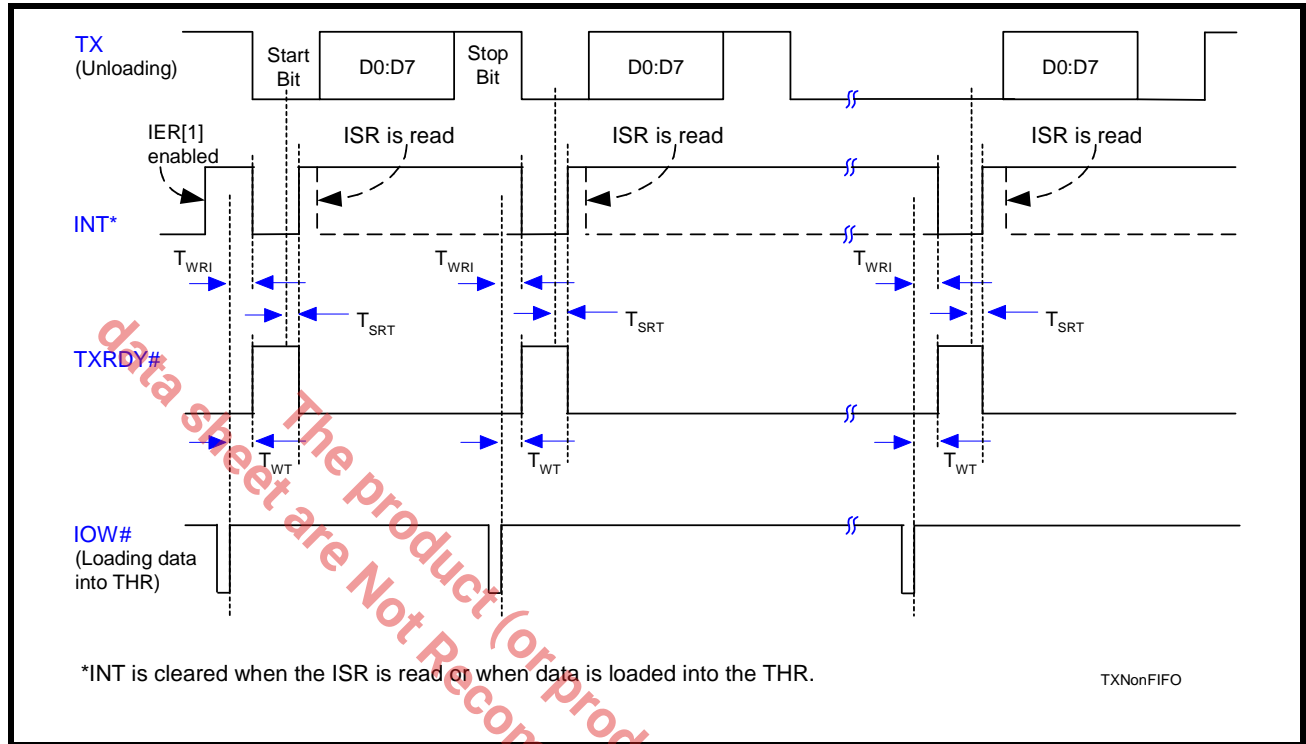 TX
(Unloading)
Start
Bit
D0:D7
Stop
Bit
D0:D7
D0:D7
IER[1]
enabled
ISR is read
ISR is read
ISR is read
INT*
TWRI
TWRI
TWRI
TSRT
TSRT
TSRT
TXRDY#
TWT
TWT
TWT
IOW#
(Loading data
into THR)
*INT is cleared when the ISR is read or when data is loaded into the THR.
TXNonFIFO
The product (or prod
data sheet are Not Recom